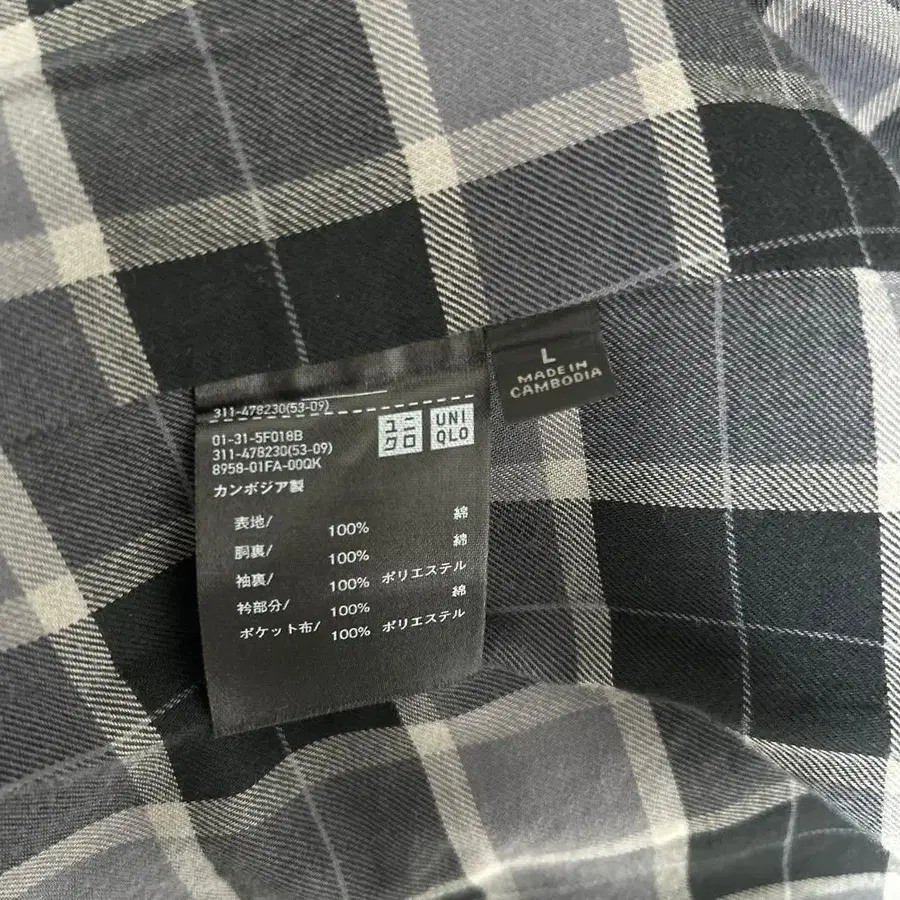 311-478230(53-09)
01-31-5F018B
311-478230(53-09)
8958-01FA-00QK
カンボジア製
ユニ
クロ
UNI
QLO
表地/ 100% 綿
胴裏/ 100% 綿
袖裏/ 100% ポリエステル
衿部分/ 100% 綿
ポケット布/ 100% ポリエステル
L
MADE IN
CAMBODIA